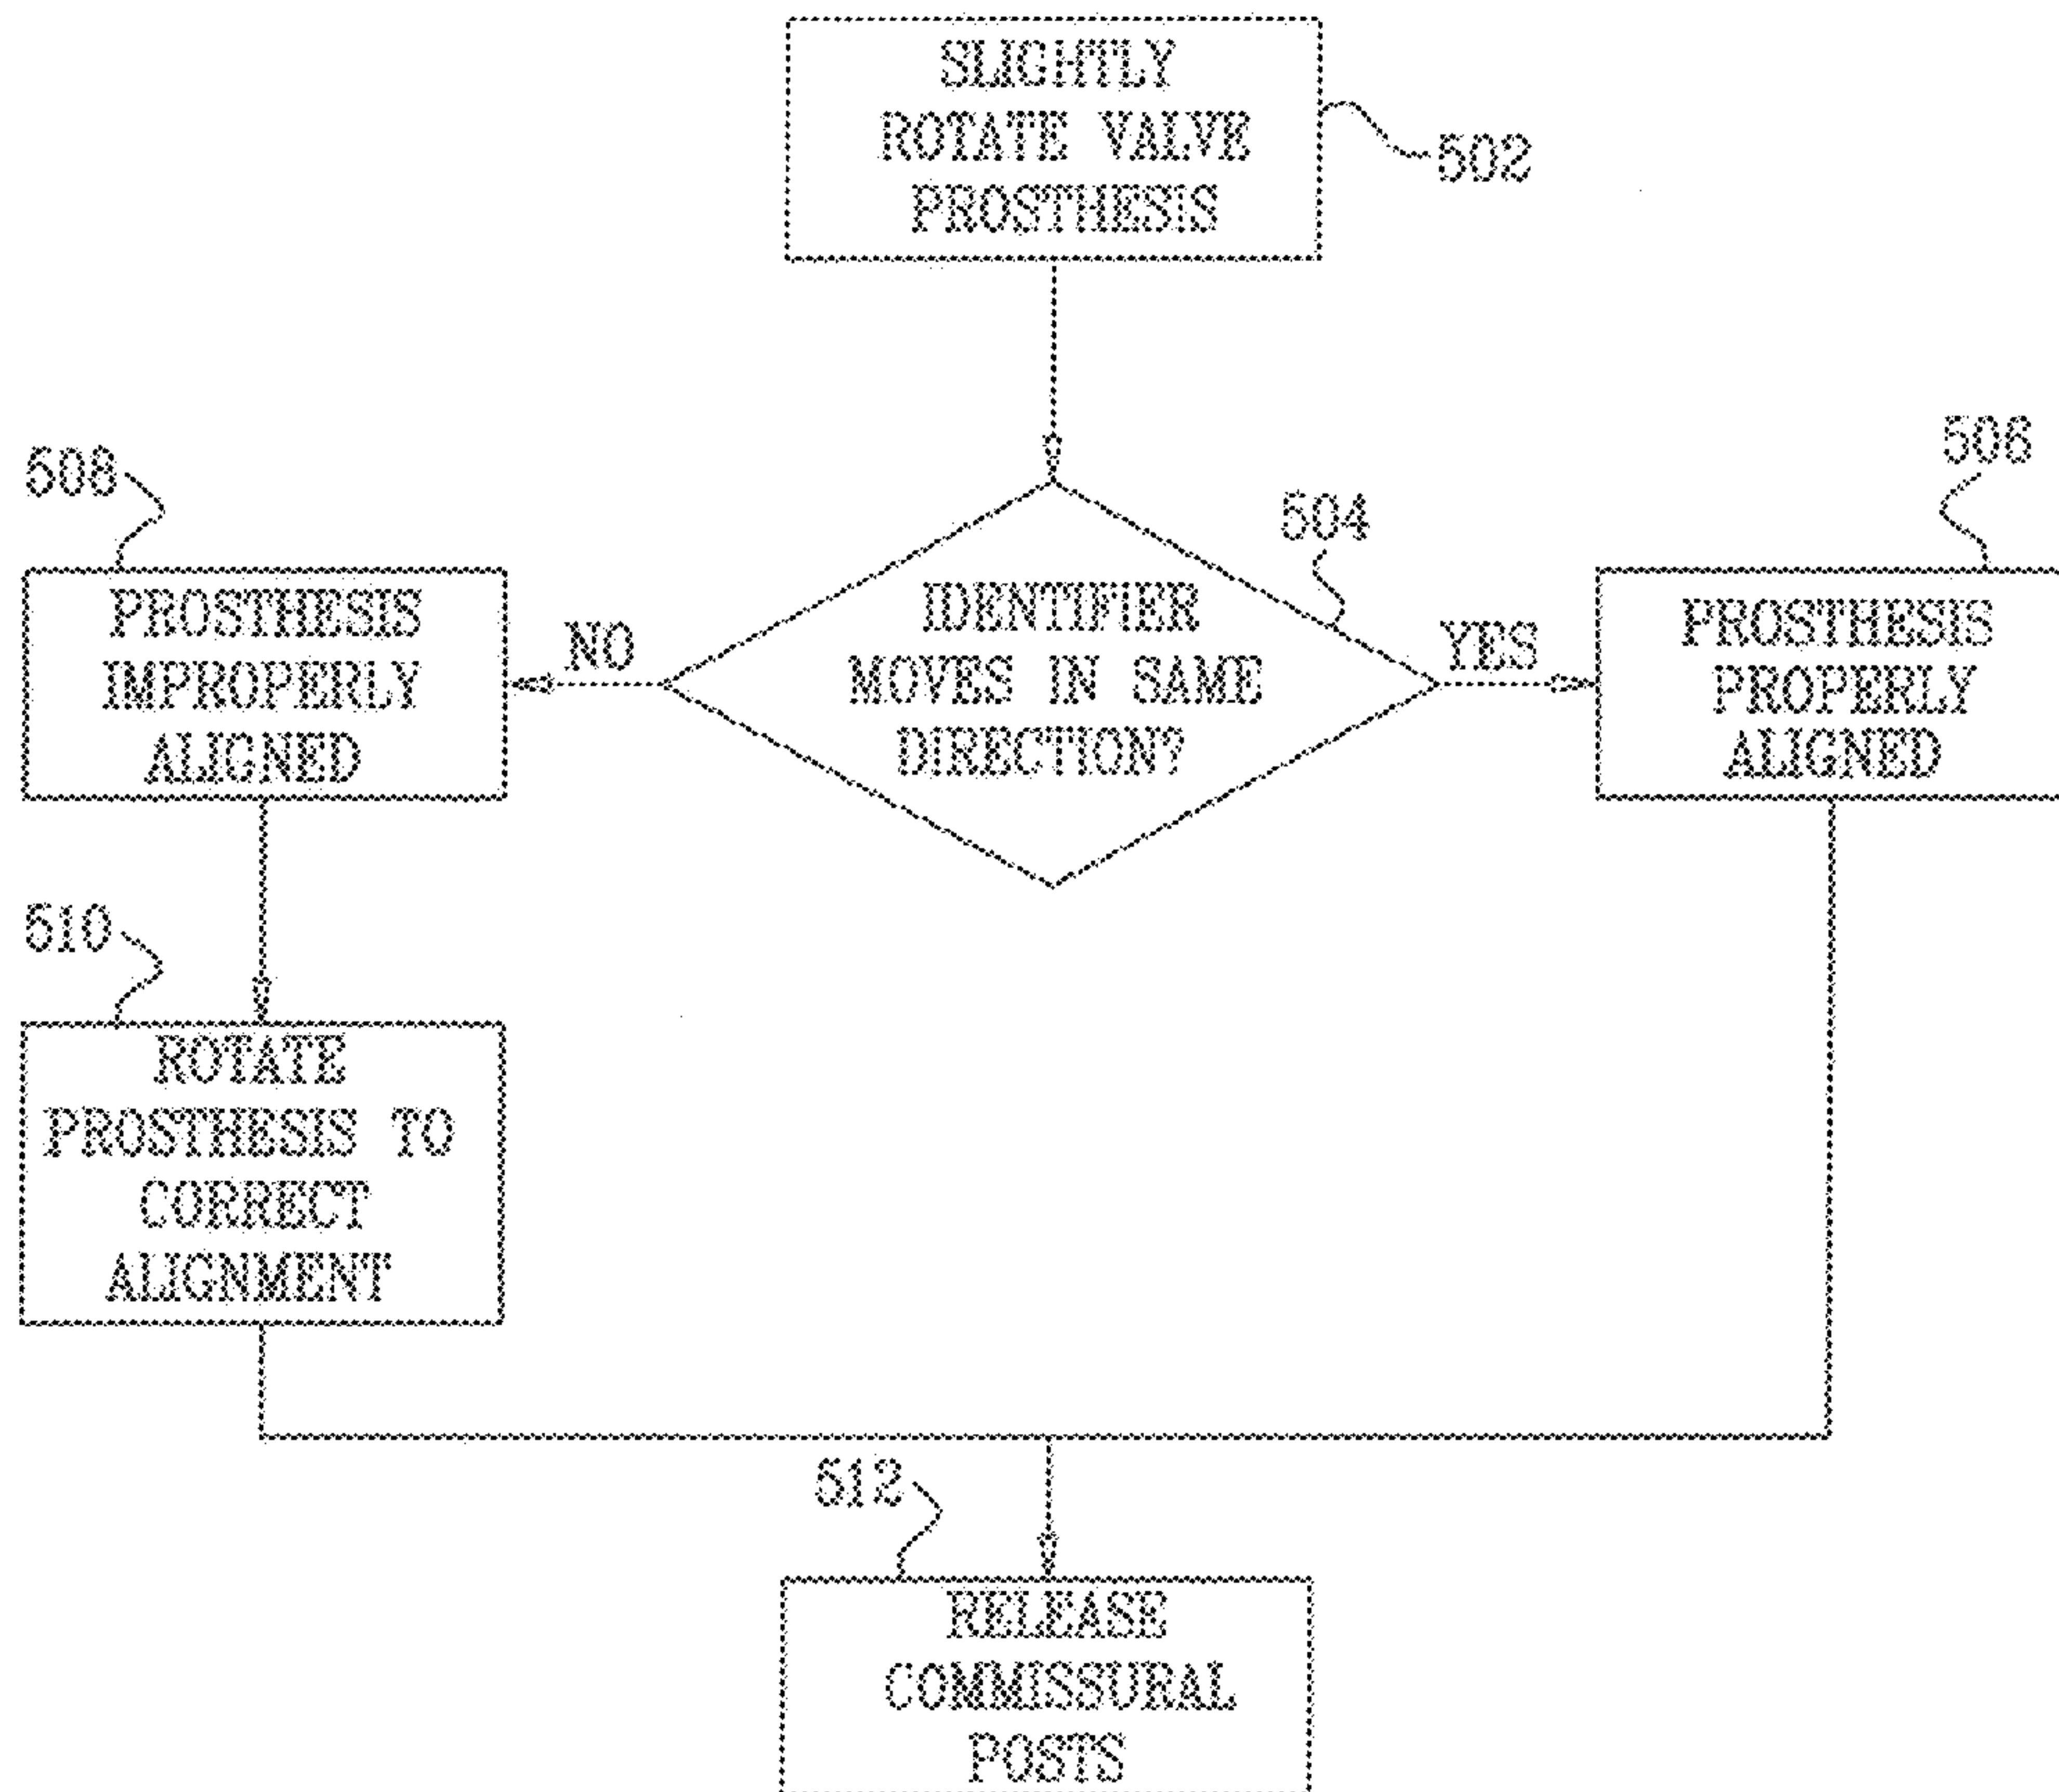 SLIGHTLY
ROTATE VALVE
PROSTHESIS
502
508
504
506
PROSTHESIS
IMPROPERLY
ALIGNED
NO
IDENTIFIER
MOVES IN SAME
DIRECTION?
YES
PROSTHESIS
PROPERLY
ALIGNED
510
ROTATE
PROSTHESIS TO
CORRECT
ALIGNMENT
512
RELEASE
COMMISSURAL
POSTS